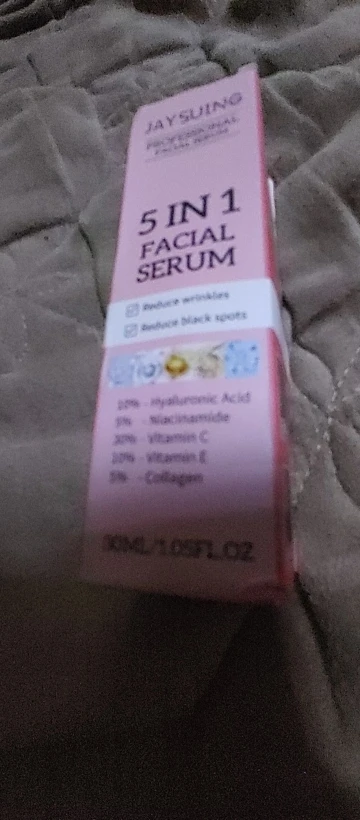 JAYSUING
PROFESSIONAL
FACIAL SERUM
5 IN 1
FACIAL
SERUM
Reduce wrinkles
Reduce black spots
10% - Hyaluronic Acid
5% - Niacinamide
30% - Vitamin C
10% - Vitamin E
5% - Collagen
30ML/1.05FL.OZ